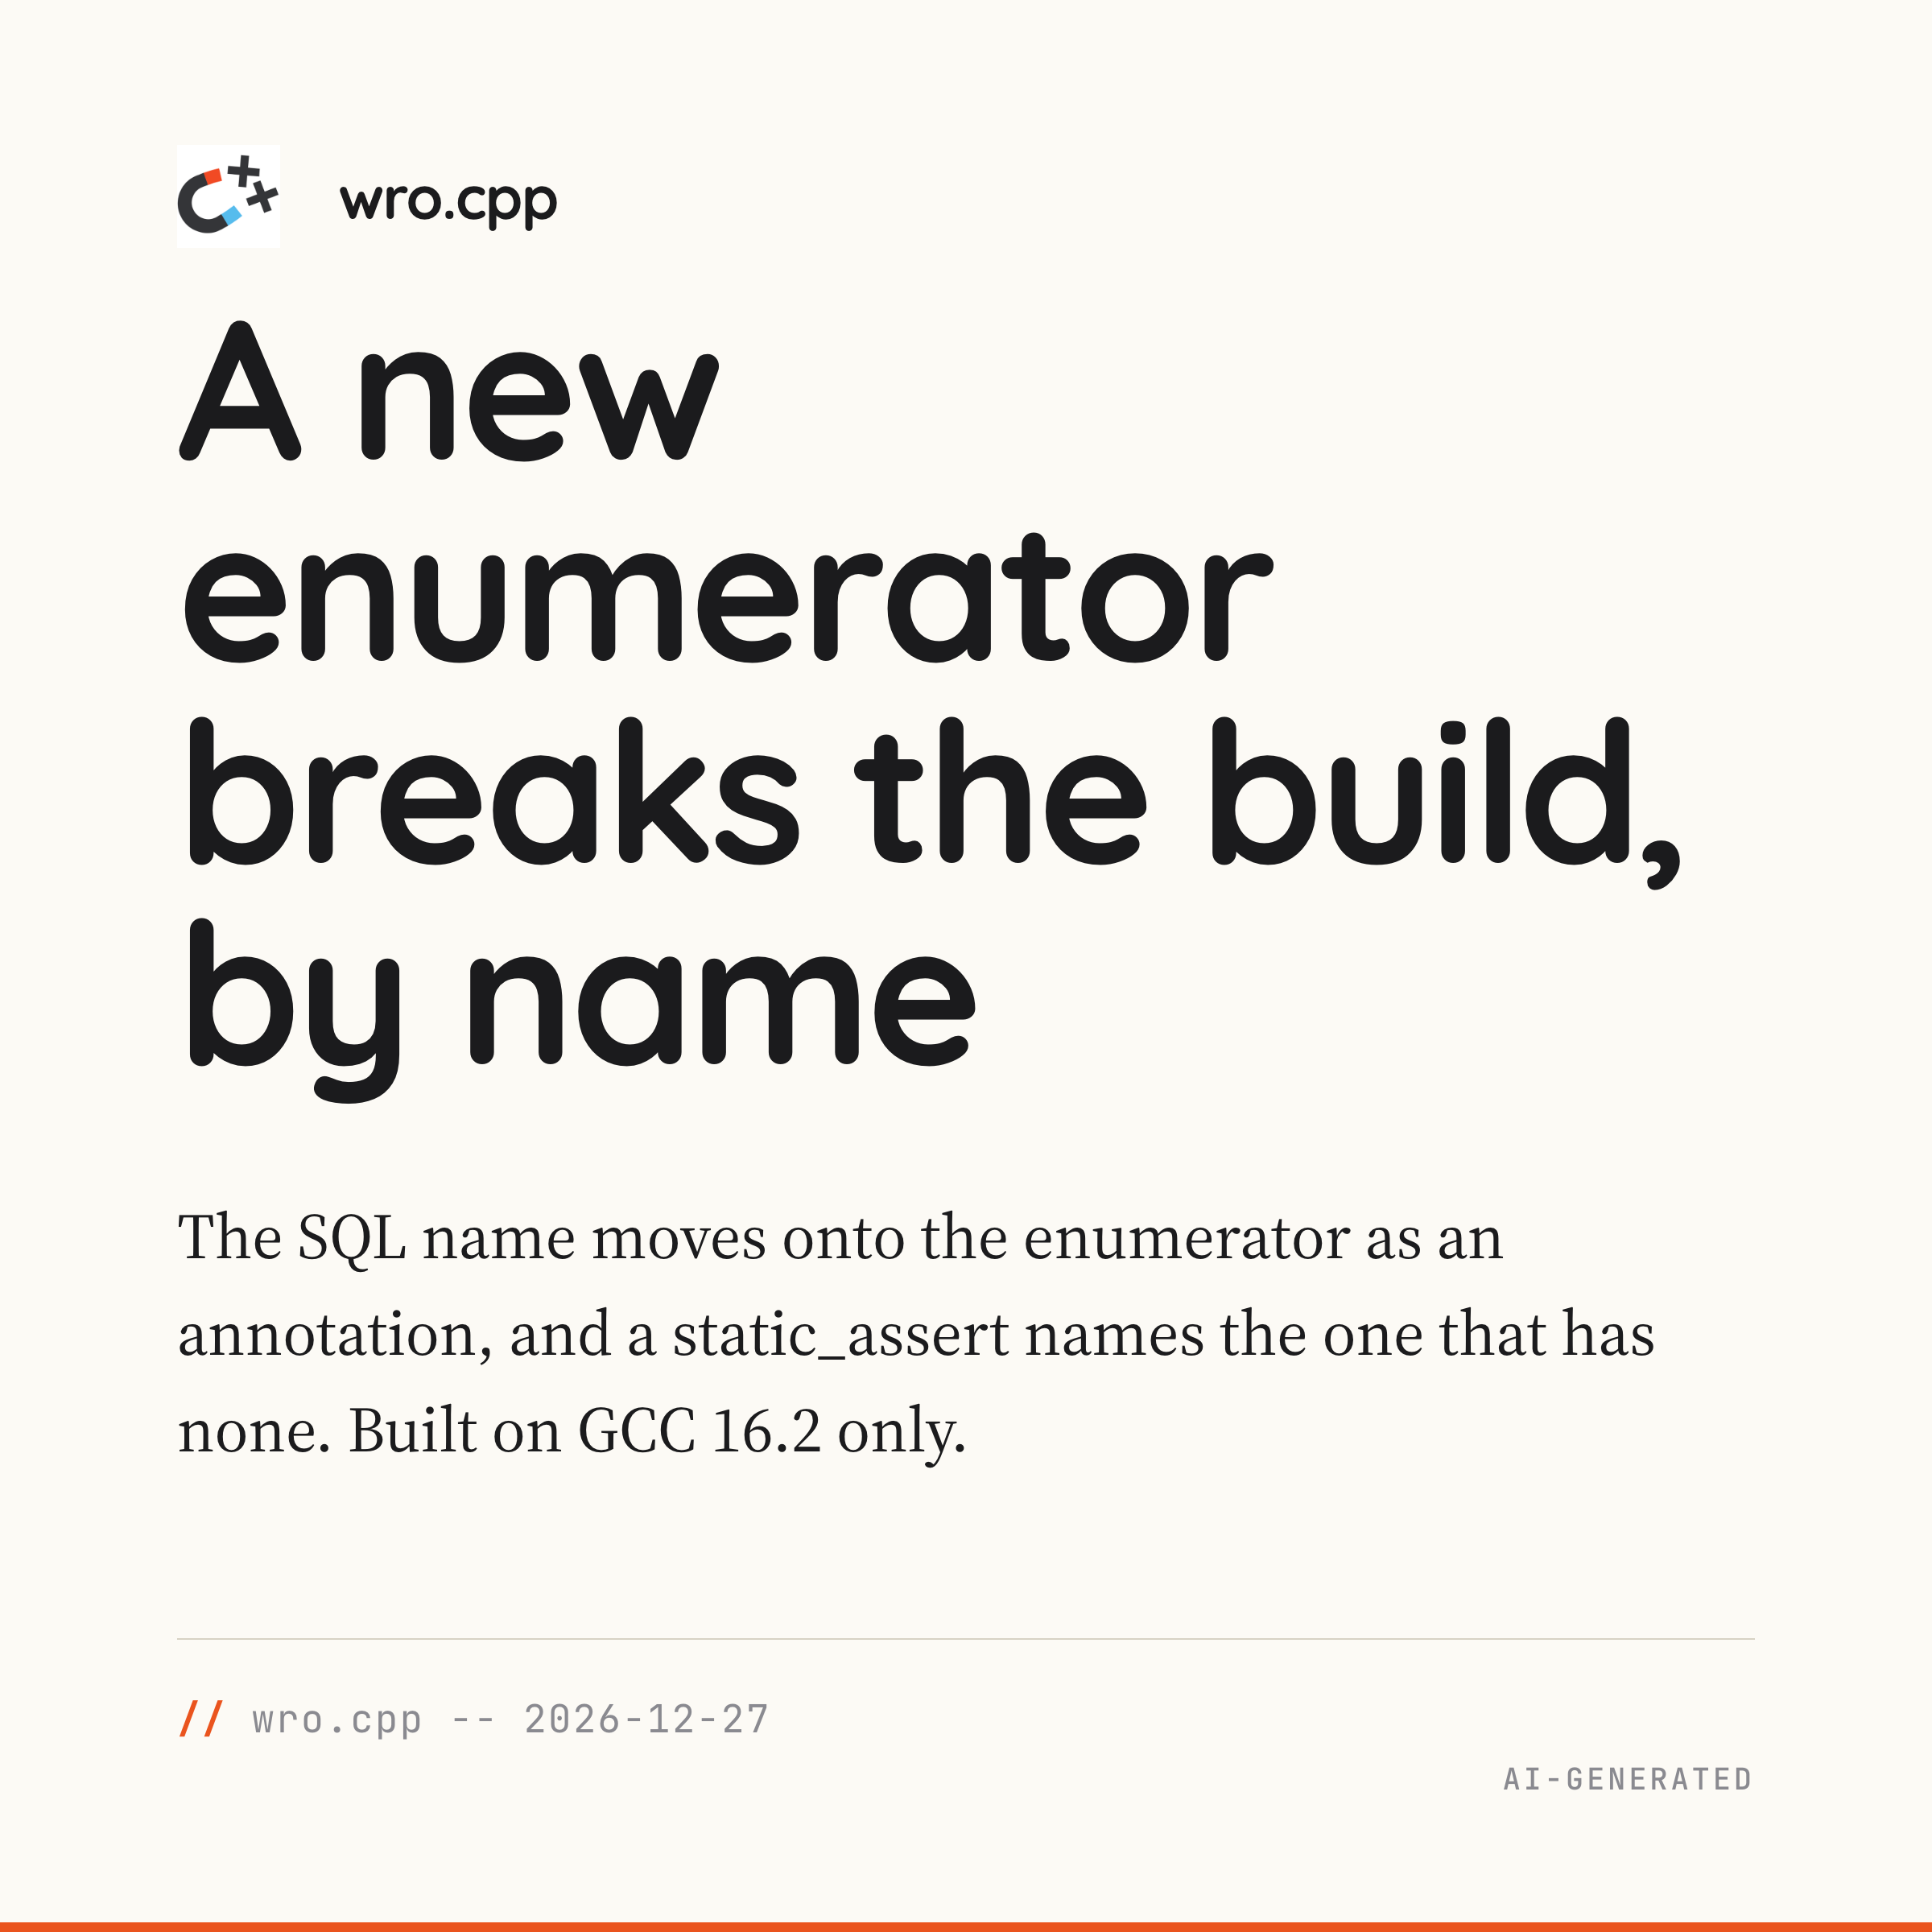 wro.cpp
A new
enumerator
breaks the build,
by name
The SQL name moves onto the enumerator as an
annotation, and a static_assert names the one that has
none. Built on GCC 16.2 only.
// wro.cpp -- 2026-12-27
AI-GENERATED